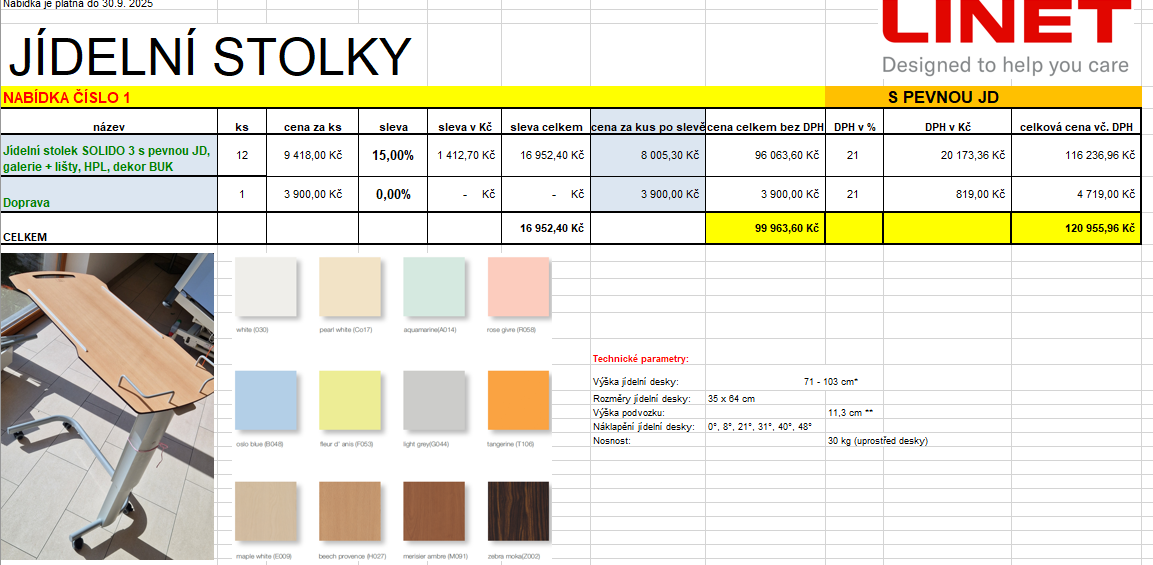 Nabídka je platná do 30.9. 2025
LINET
Designed to help you care
JÍDELNÍ STOLKY
NABÍDKA ČÍSLO 1 S PEVNOU JD
název ks cena za ks sleva sleva v Kč sleva celkem cena za kus po slevě cena celkem bez DPH DPH v % DPH v Kč celková cena vč. DPH
Jídelní stolek SOLIDO 3 s pevnou JD,
galerie + lišty, HPL, dekor BUK
12 9 418,00 Kč 15,00% 1 412,70 Kč 16 952,40 Kč 8 005,30 Kč 96 063,60 Kč 21 20 173,36 Kč 116 236,96 Kč
Doprava 1 3 900,00 Kč 0,00% - Kč - Kč 3 900,00 Kč 3 900,00 Kč 21 819,00 Kč 4 719,00 Kč
CELKEM 16 952,40 Kč 99 963,60 Kč 120 955,96 Kč
white (030) pearl white (Co17) aquamarine(A014) rose givre (R058)
oslo blue (B048) fleur d' anis (F053) light grey(G044) tangerine (T106)
maple white (E009) beech provence (H027) merisier ambre (M091) zebra moka(Z002)
Technické parametry:
Výška jídelní desky: 71 - 103 cm*
Rozměry jídelní desky: 35 x 64 cm
Výška podvozku: 11,3 cm **
Náklapění jídelní desky: 0°, 8°, 21°, 31°, 40°, 48°
Nosnost: 30 kg (uprostřed desky)